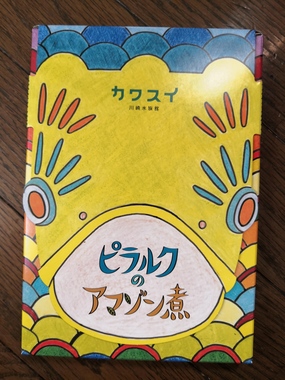 カワスイ
川崎水族館
ピラルク
の
アマゾン煮